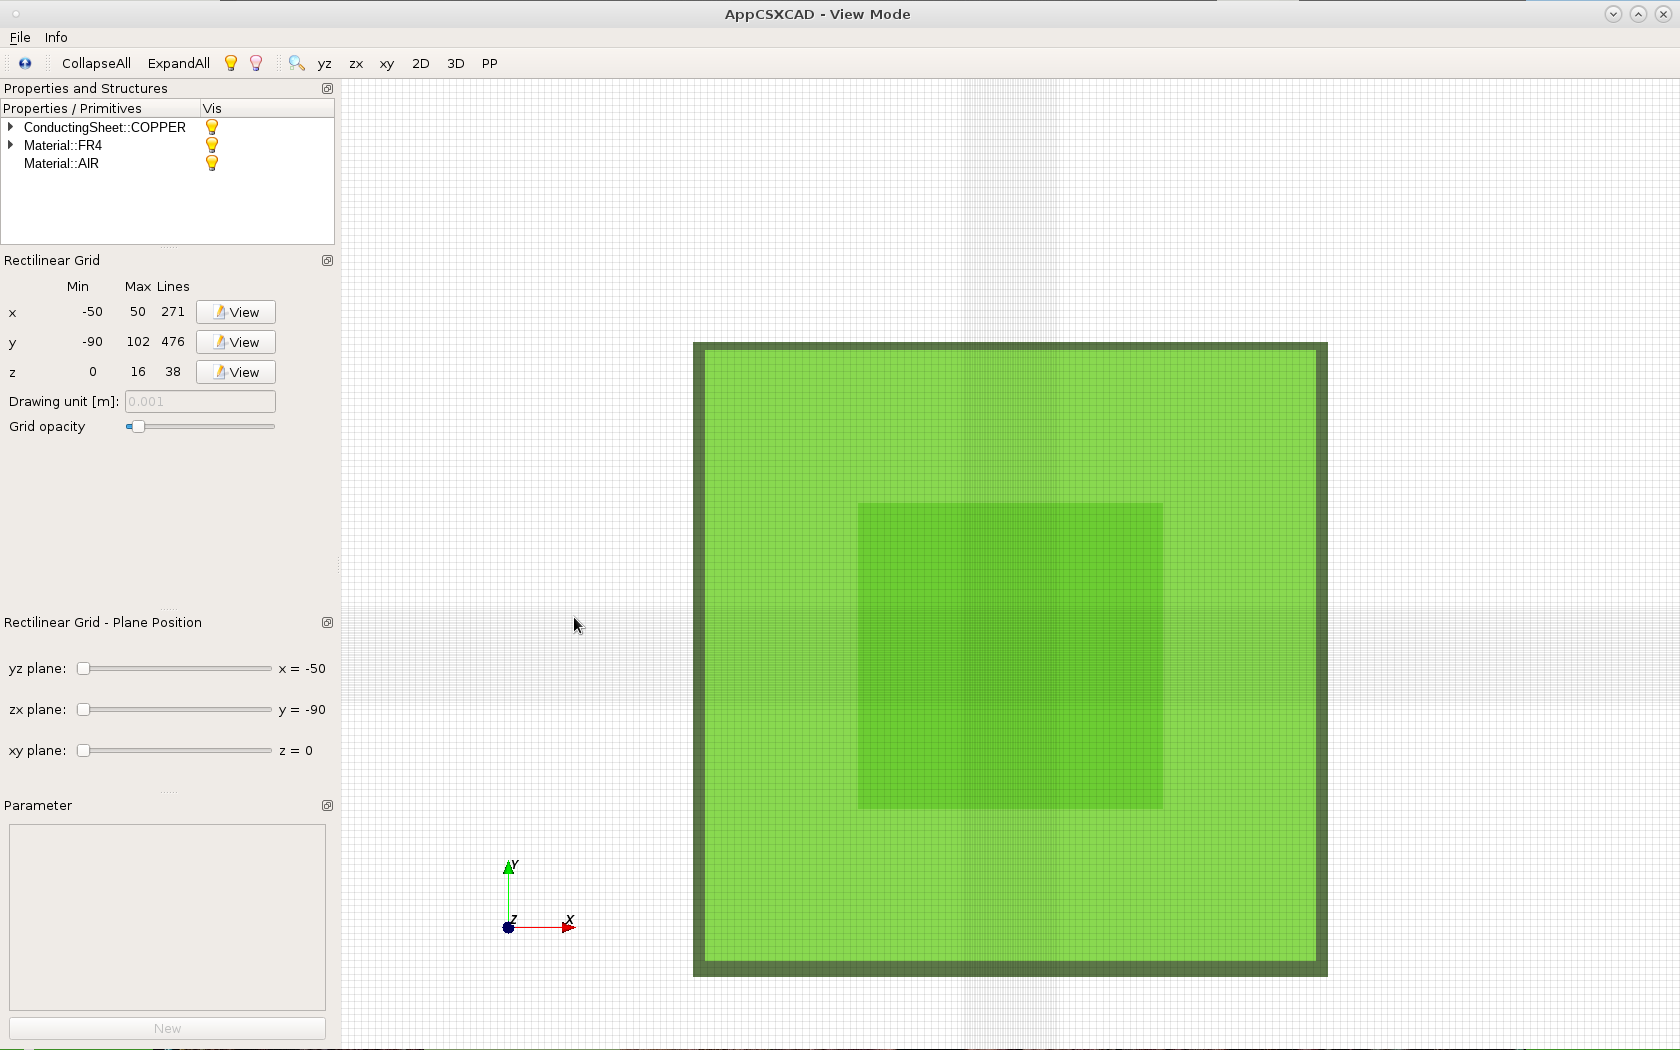 AppCSXCAD - View Mode
File Info
CollapseAll ExpandAll yz zx xy 2D 3D PP
Properties and Structures
Properties / Primitives Vis
ConductingSheet::COPPER
Material::FR4
Material::AIR
Rectilinear Grid
Min Max Lines
x -50 50 271 View
y -90 102 476 View
z 0 16 38 View
Drawing unit [m]: 0.001
Grid opacity
Rectilinear Grid - Plane Position
yz plane: x = -50
zx plane: y = -90
xy plane: z = 0
Parameter
New
Y
Z X